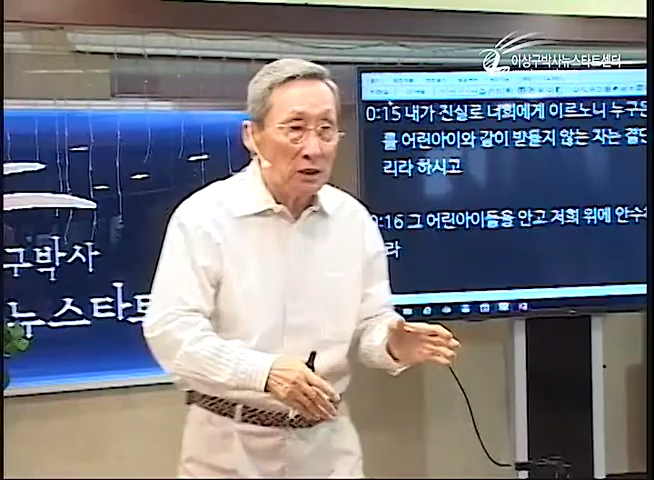 이상구박사뉴스타트센터
0:15 내가 진실로 너희에게 이르노니 누구든
를 어린아이와 같이 받들지 않는 자는 결단
리라 하시고
0:16 그 어린아이들을 안고 저희 위에 안수
라
구박사
뉴스타트